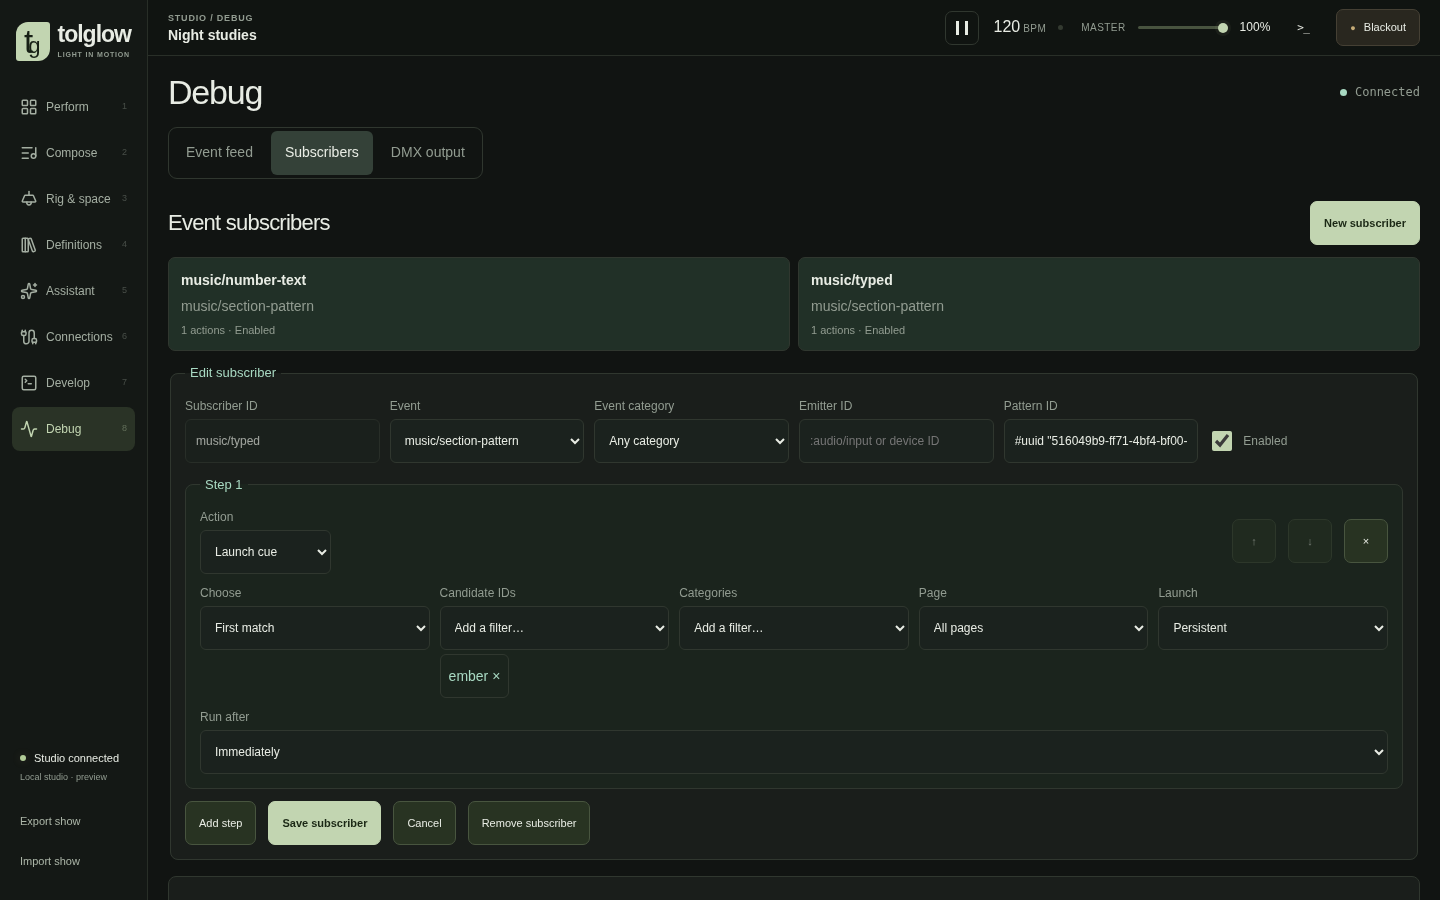 tg tolglow
LIGHT IN MOTION
Perform 1
Compose 2
Rig & space 3
Definitions 4
Assistant 5
Connections 6
Develop 7
Debug 8
Studio connected
Local studio · preview
Export show
Import show
STUDIO / DEBUG
Night studies
120 BPM
MASTER
100%
>_
Blackout
Debug
Connected
Event feed
Subscribers
DMX output
Event subscribers
New subscriber
music/number-text
music/section-pattern
1 actions · Enabled
music/typed
music/section-pattern
1 actions · Enabled
Edit subscriber
Subscriber ID Event Event category Emitter ID Pattern ID
music/typed music/section-pattern Any category :audio/input or device ID #uuid "516049b9-ff71-4bf4-bf00- Enabled
Step 1
Action
Launch cue
↑ ↓ ×
Choose Candidate IDs Categories Page Launch
First match Add a filter… Add a filter… All pages Persistent
ember ×
Run after
Immediately
Add step Save subscriber Cancel Remove subscriber